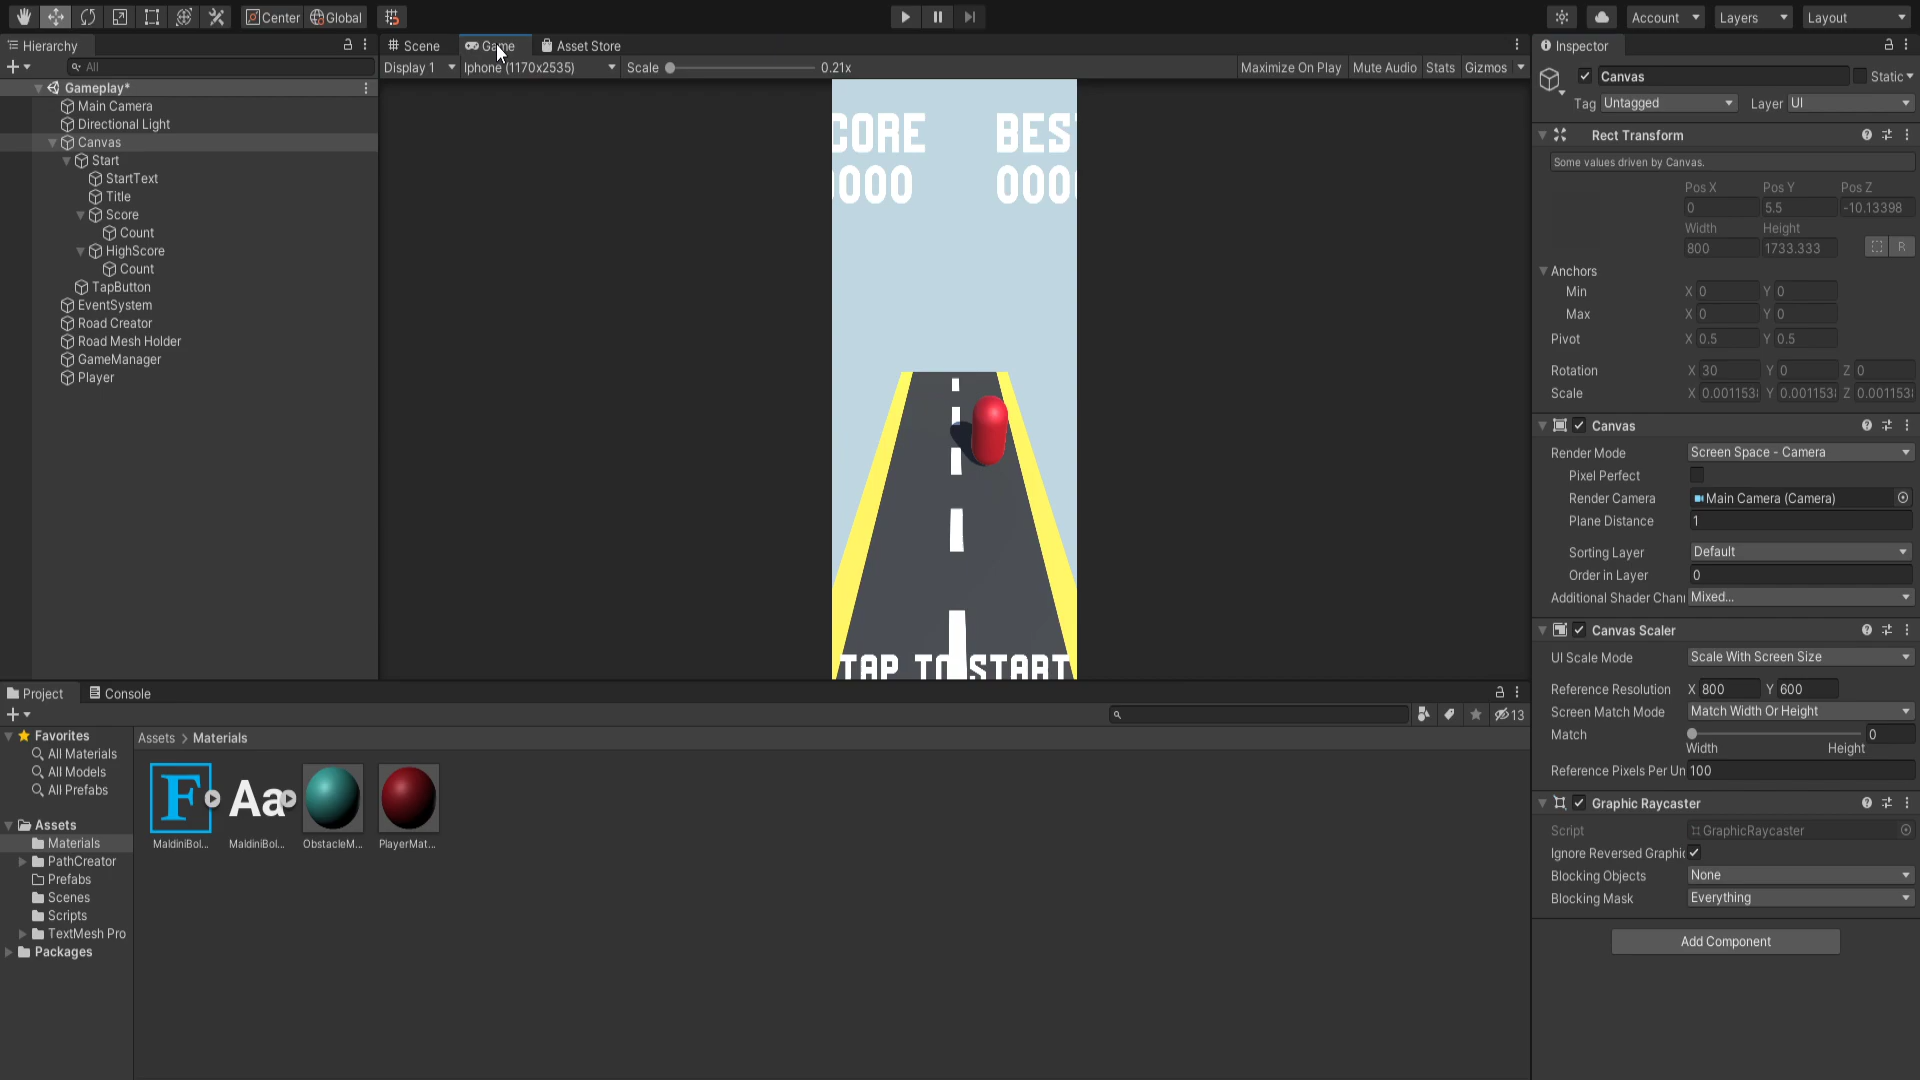 Center Global
Account Layers Layout
Hierarchy
All
Gameplay*
Main Camera
Directional Light
Canvas
Start
StartText
Title
Score
Count
HighScore
Count
TapButton
EventSystem
Road Creator
Road Mesh Holder
GameManager
Player
Scene Game Asset Store
Display 1 Iphone (1170x2535) Scale 0.21x Maximize On Play Mute Audio Stats Gizmos
CORE BEST
0000 000
TAP TO START
Inspector
Canvas Static
Tag Untagged Layer UI
Rect Transform
Some values driven by Canvas.
Pos X Pos Y Pos Z
0 5.5 -10.13398
Width Height
800 1733.333 R
Anchors
Min X 0 Y 0
Max X 0 Y 0
Pivot X 0.5 Y 0.5
Rotation X 30 Y 0 Z 0
Scale X 0.001153 Y 0.001153 Z 0.001153
Canvas
Render Mode Screen Space - Camera
Pixel Perfect
Render Camera Main Camera (Camera)
Plane Distance 1
Sorting Layer Default
Order in Layer 0
Additional Shader Chan Mixed...
Canvas Scaler
UI Scale Mode Scale With Screen Size
Reference Resolution X 800 Y 600
Screen Match Mode Match Width Or Height
Match 0
Width Height
Reference Pixels Per Un 100
Graphic Raycaster
Script GraphicRaycaster
Ignore Reversed Graphi
Blocking Objects None
Blocking Mask Everything
Add Component
Project Console
13
Favorites
All Materials
All Models
All Prefabs
Assets
Materials
PathCreator
Prefabs
Scenes
Scripts
TextMesh Pro
Packages
Assets > Materials
F Aa
MaldiniBol... MaldiniBol... ObstacleM... PlayerMat...